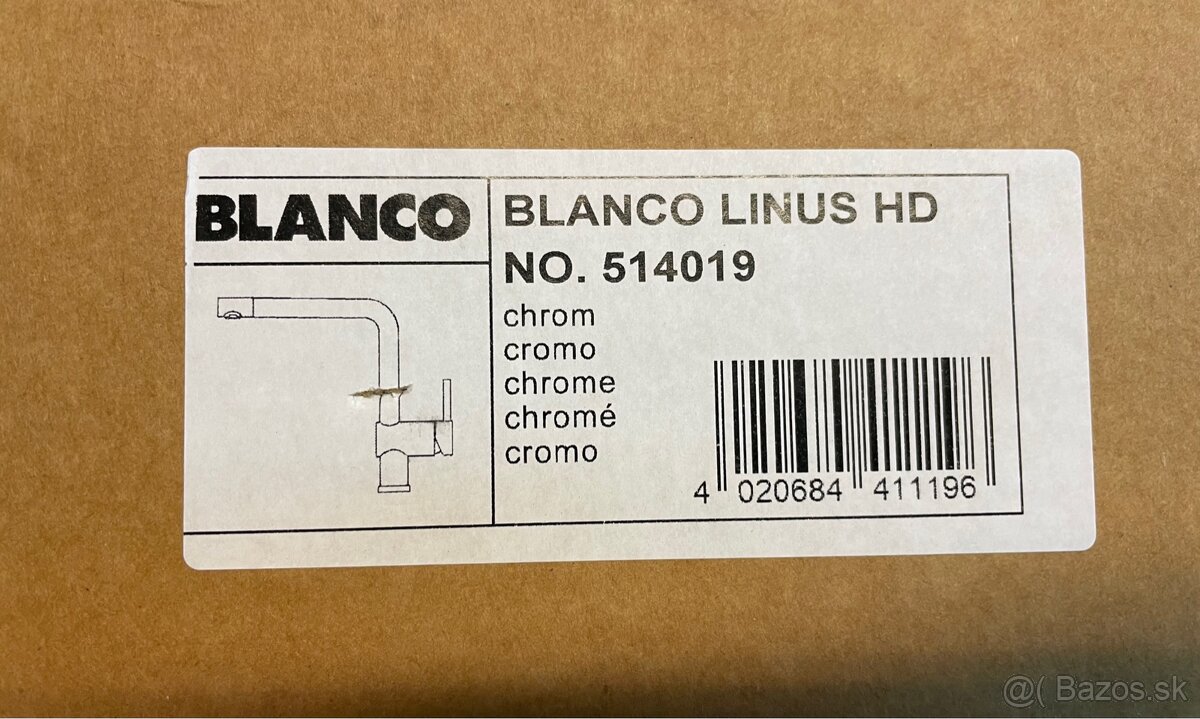 BLANCO
BLANCO LINUS HD
NO. 514019
chrom
cromo
chrome
chromé
cromo
4 020684 411196
@( Bazos.sk